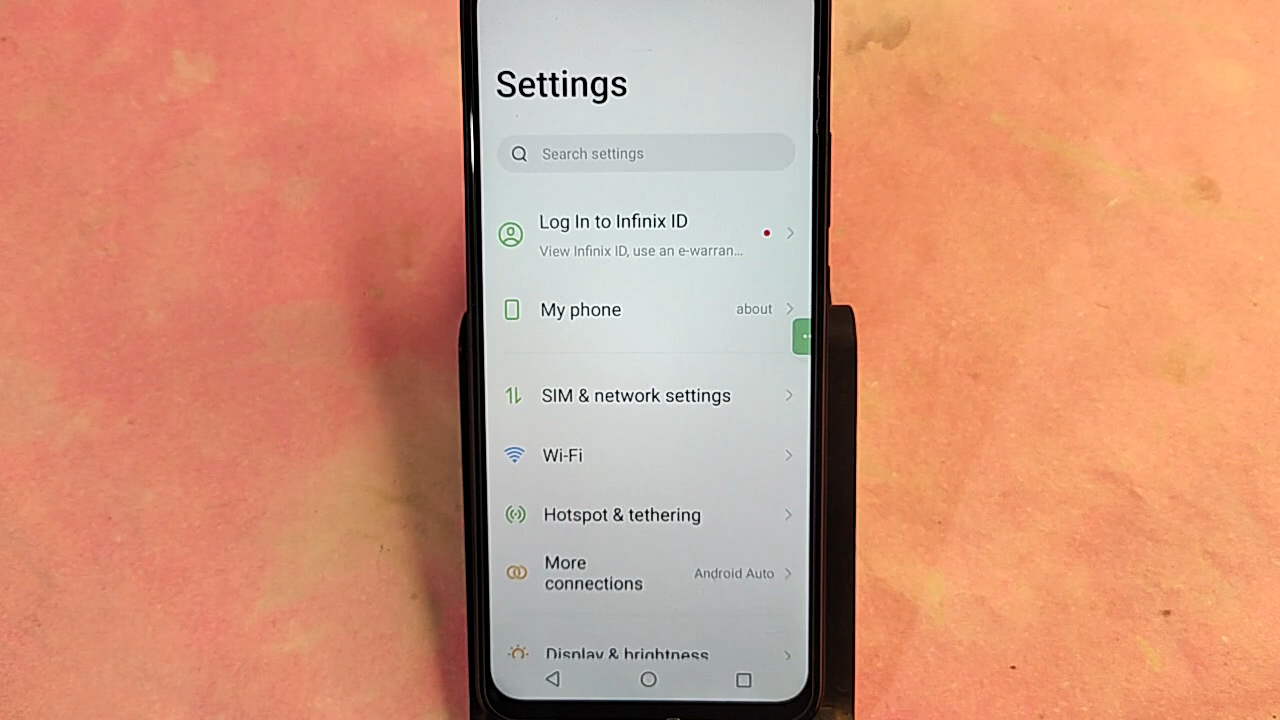 Settings
Search settings
Log In to Infinix ID
View Infinix ID, use an e-warran...
My phone about
SIM & network settings
Wi-Fi
Hotspot & tethering
More
connections Android Auto
Display & brightness